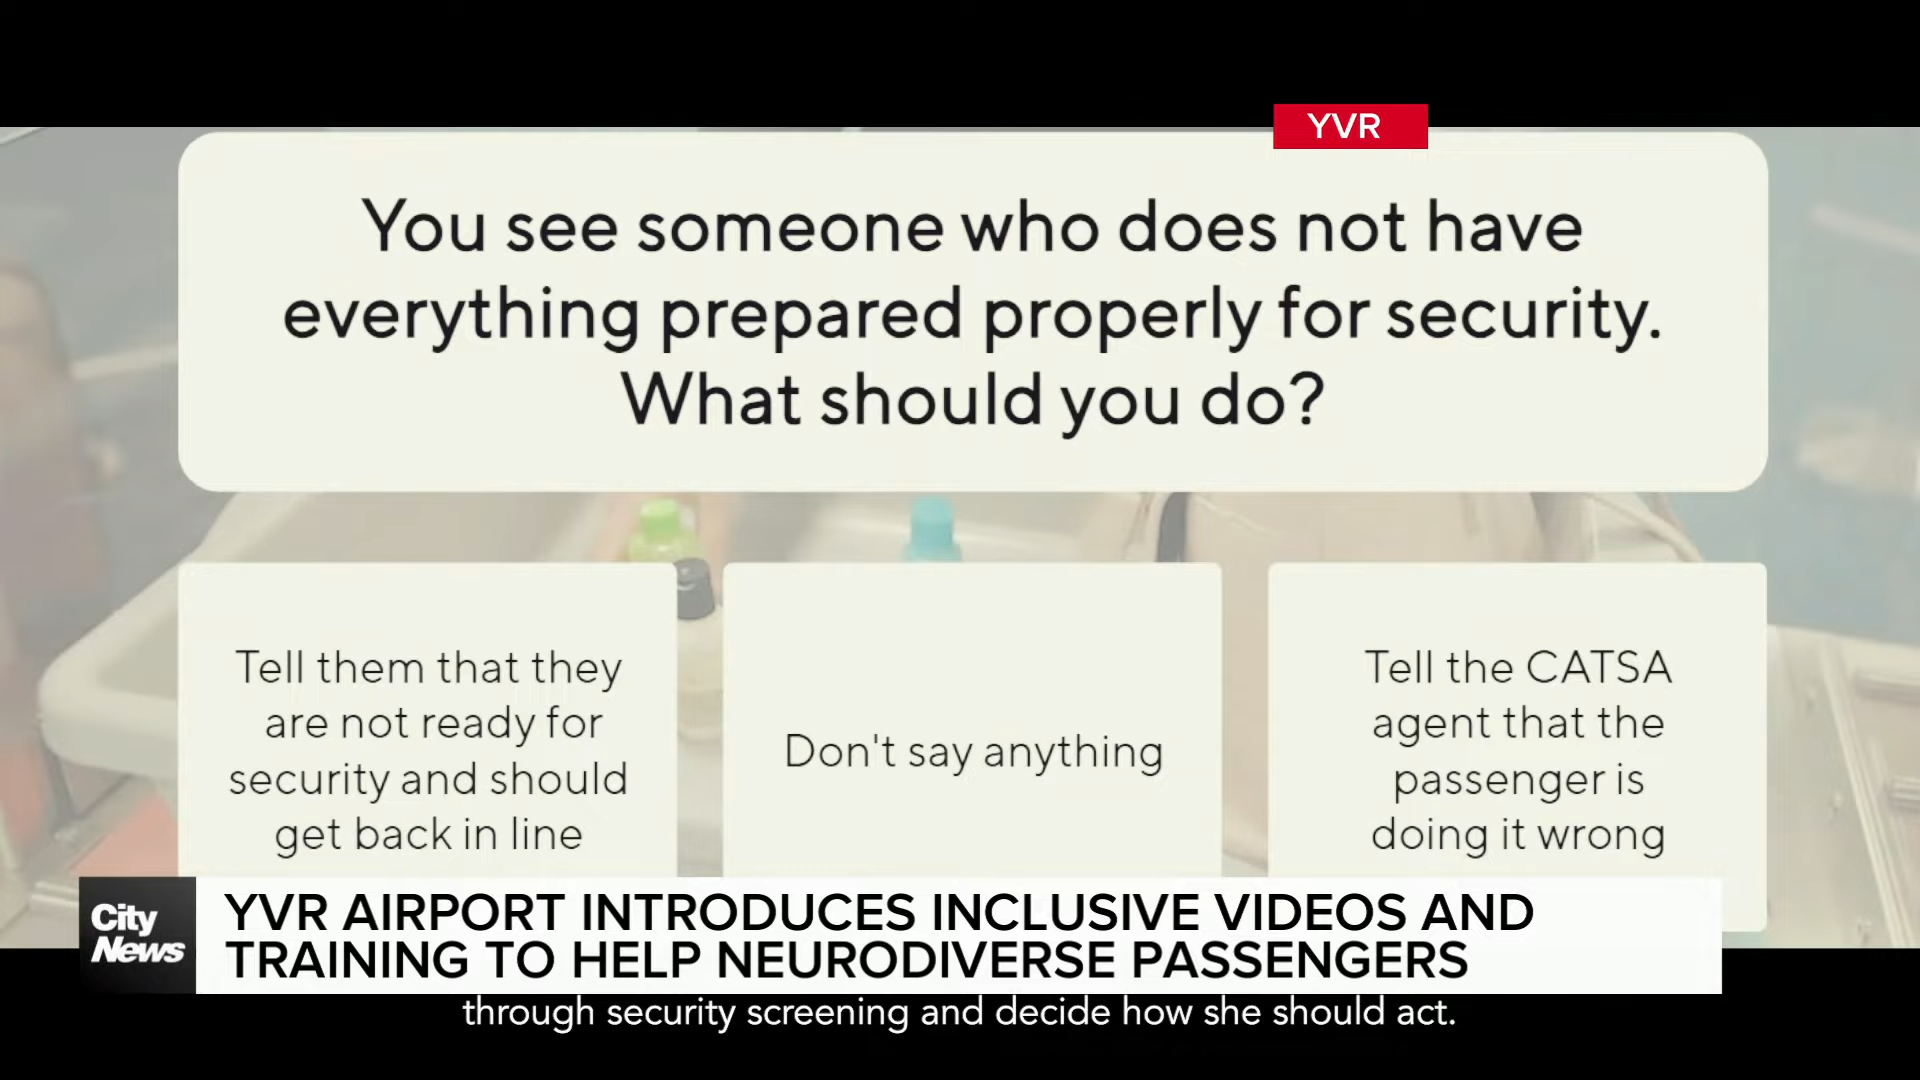 YVR
You see someone who does not have
everything prepared properly for security.
What should you do?
Tell them that they
are not ready for
security and should
get back in line
Don't say anything
Tell the CATSA
agent that the
passenger is
doing it wrong
City
News
YVR AIRPORT INTRODUCES INCLUSIVE VIDEOS AND
TRAINING TO HELP NEURODIVERSE PASSENGERS
through security screening and decide how she should act.